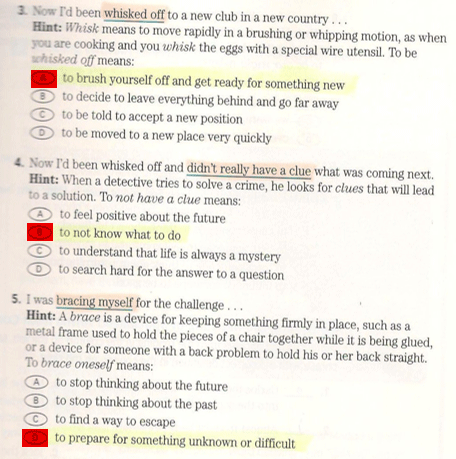 3. Now I'd been whisked off to a new club in a new country . . .
Hint: Whisk means to move rapidly in a brushing or whipping motion, as when
you are cooking and you whisk the eggs with a special wire utensil. To be
whisked off means:
to brush yourself off and get ready for something new
B to decide to leave everything behind and go far away
C to be told to accept a new position
D to be moved to a new place very quickly
4. Now I'd been whisked off and didn't really have a clue what was coming next.
Hint: When a detective tries to solve a crime, he looks for clues that will lead
to a solution. To not have a clue means:
A to feel positive about the future
to not know what to do
C to understand that life is always a mystery
D to search hard for the answer to a question
5. I was bracing myself for the challenge . . .
Hint: A brace is a device for keeping something firmly in place, such as a
metal frame used to hold the pieces of a chair together while it is being glued,
or a device for someone with a back problem to hold his or her back straight.
To brace oneself means:
A to stop thinking about the future
B to stop thinking about the past
C to find a way to escape
to prepare for something unknown or difficult